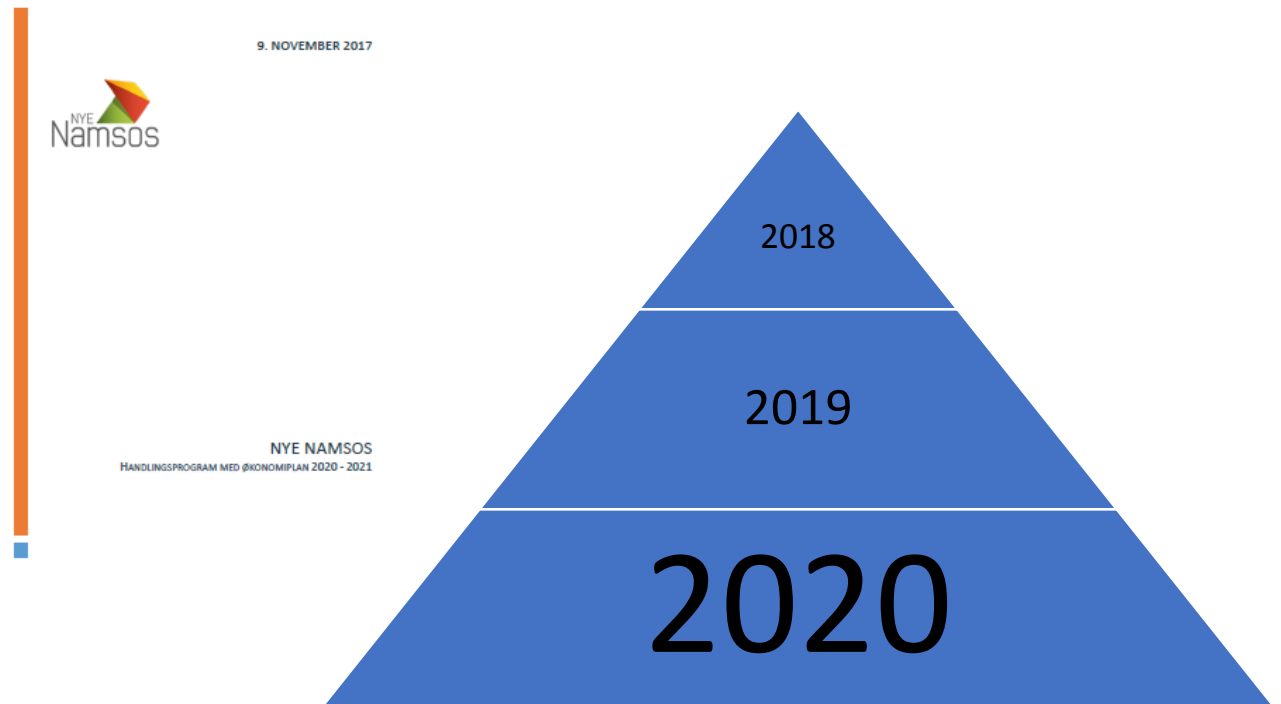 9. NOVEMBER 2017
NYE
Namsos
2018
2019
NYE NAMSOS
HANDLINGSPROGRAM MED ØKONOMIPLAN 2020 - 2021
2020